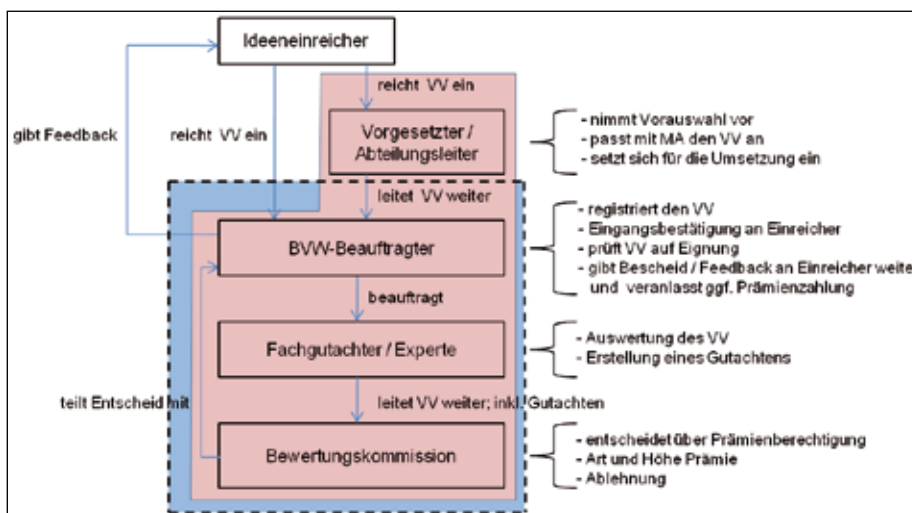 Ideeneinreicher
reicht VV ein
gibt Feedback
reicht VV ein
Vorgesetzter /
Abteilungsleiter
- nimmt Vorauswahl vor
- passt mit MA den VV an
- setzt sich für die Umsetzung ein
leitet VV weiter
BVW-Beauftragter
- registriert den VV
- Eingangsbestätigung an Einreicher
- prüft VV auf Eignung
- gibt Bescheid / Feedback an Einreicher weiter
und veranlasst ggf. Prämienzahlung
beauftragt
Fachgutachter / Experte
- Auswertung des VV
- Erstellung eines Gutachtens
teilt Entscheid mit
leitet VV weiter; inkl. Gutachten
Bewertungskommission
- entscheidet über Prämienberechtigung
- Art und Höhe Prämie
- Ablehnung